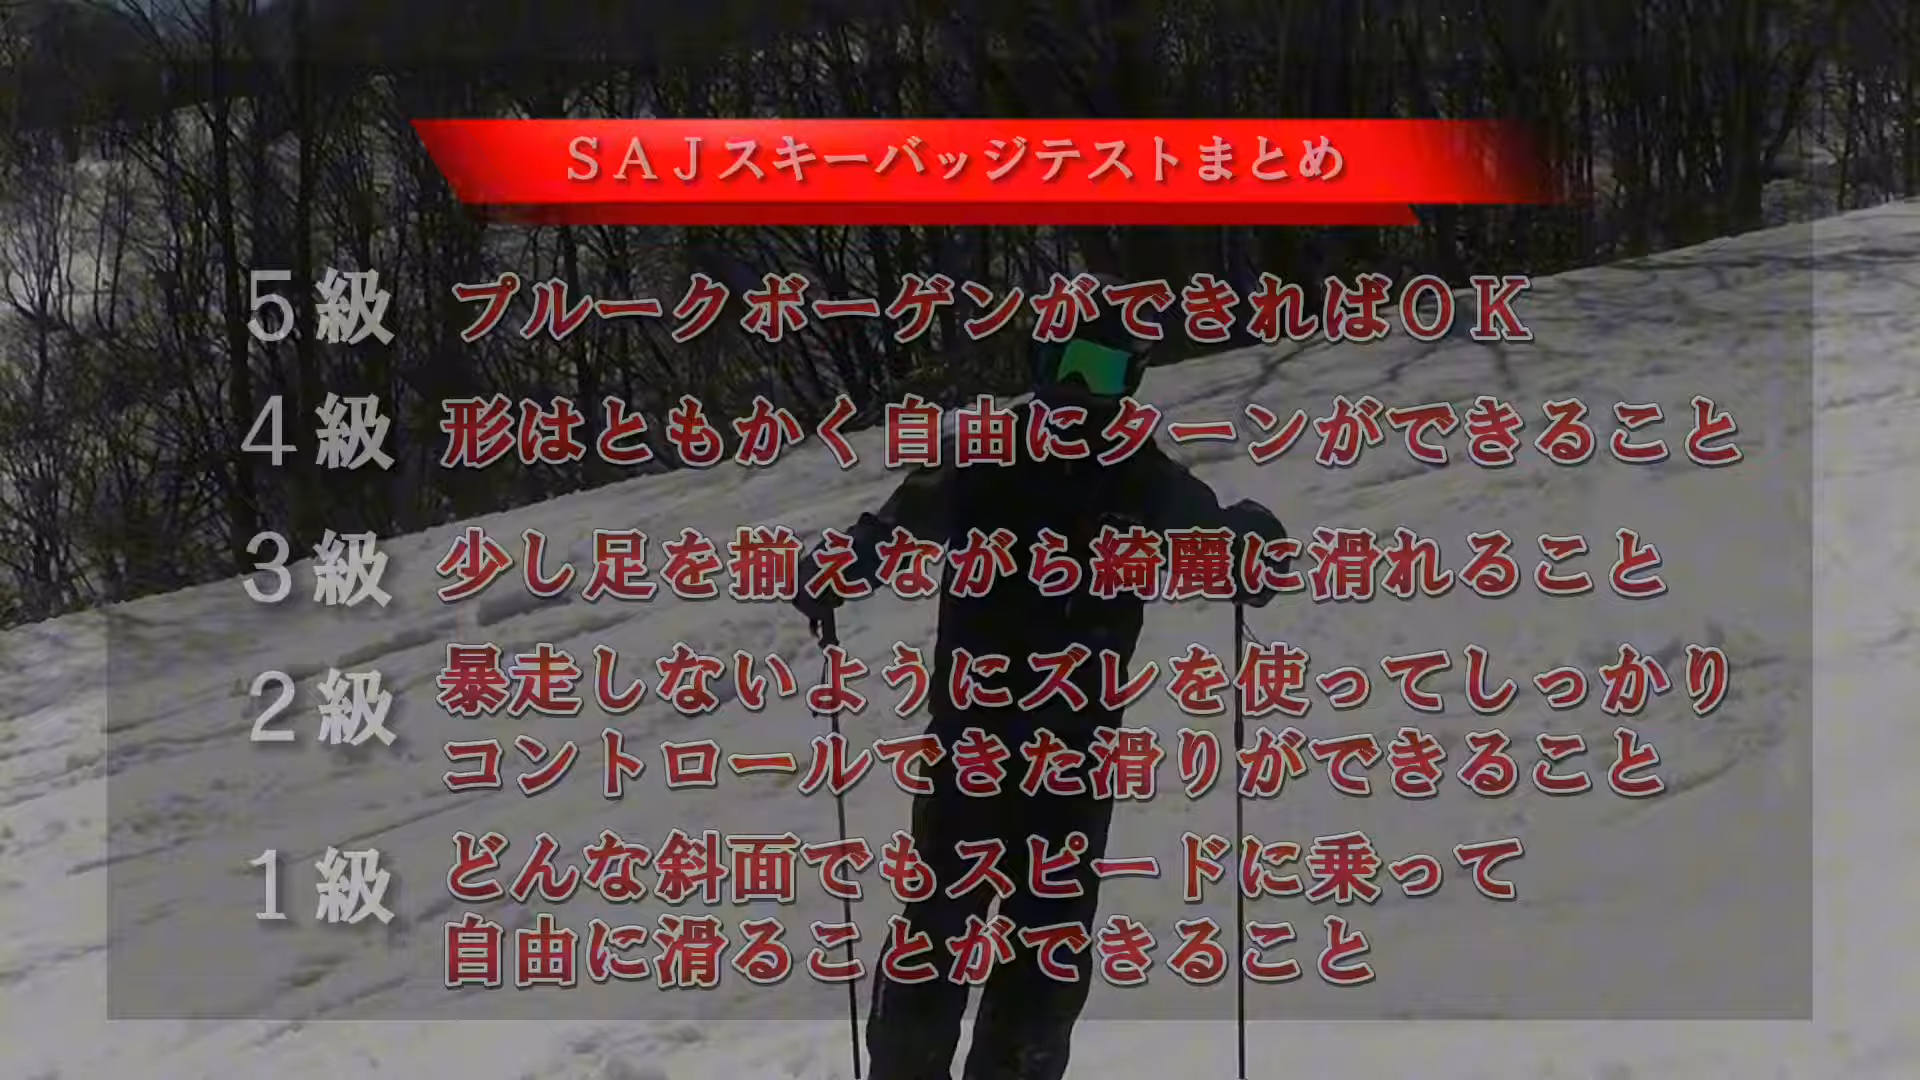 SAJスキーバッジテストまとめ
5級 プルークボーゲンができればOK
4級 形はともかく自由にターンができること
3級 少し足を揃えながら綺麗に滑れること
2級 暴走しないようにズレを使ってしっかり
コントロールできた滑りができること
1級 どんな斜面でもスピードに乗って
自由に滑ることができること